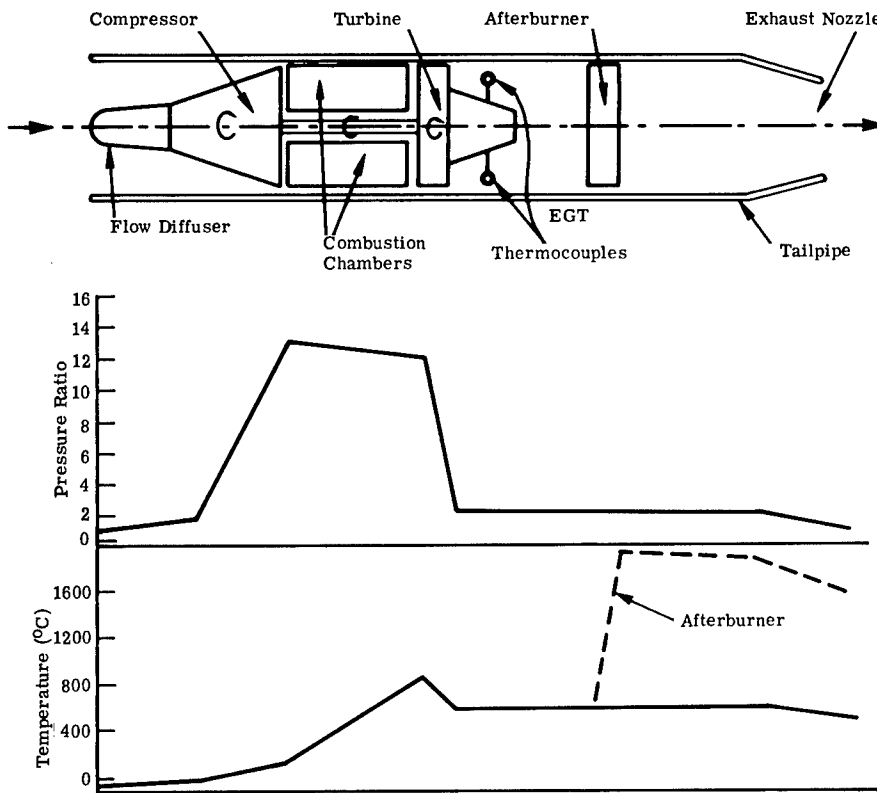 Compressor
Turbine
Afterburner
Exhaust Nozzle
Flow Diffuser
Combustion
Chambers
EGT
Thermocouples
Tailpipe
Pressure Ratio
16
14
12
10
8
6
4
2
0
Temperature (°C)
1600
1200
800
400
0
Afterburner